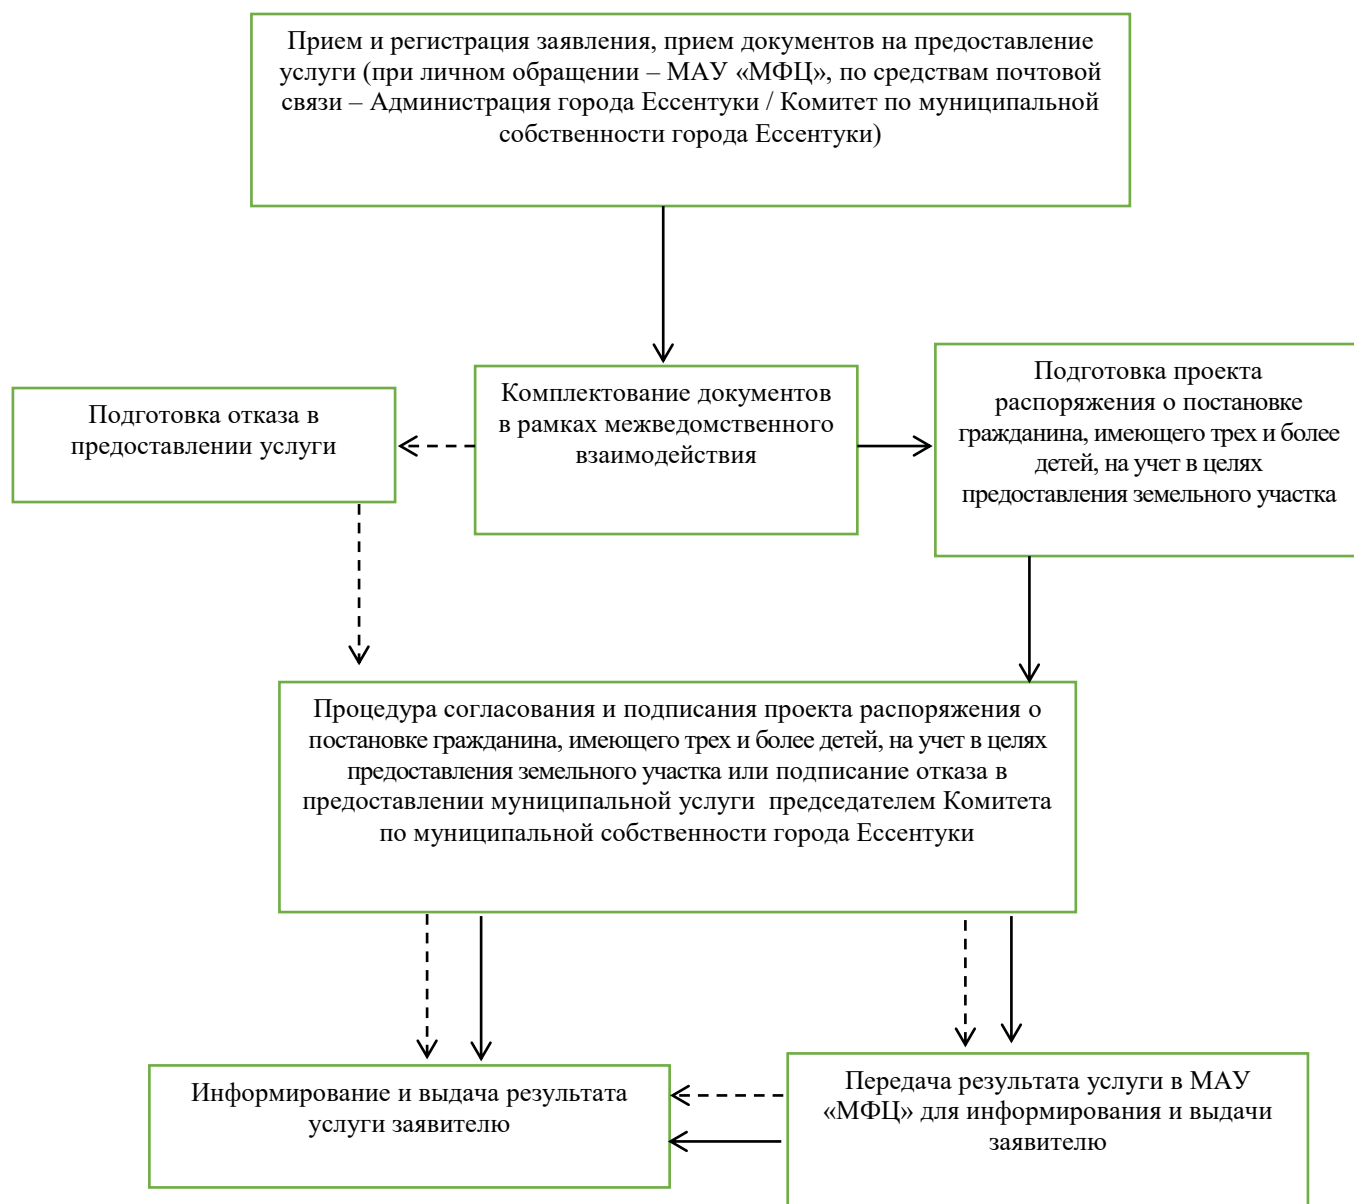 Прием и регистрация заявления, прием документов на предоставление
услуги (при личном обращении – МАУ «МФЦ», по средствам почтовой
связи – Администрация города Ессентуки / Комитет по муниципальной
собственности города Ессентуки)
Подготовка отказа в
предоставлении услуги
Комплектование документов
в рамках межведомственного
взаимодействия
Подготовка проекта
распоряжения о постановке
гражданина, имеющего трех и более
детей, на учет в целях
предоставления земельного участка
Процедура согласования и подписания проекта распоряжения о
постановке гражданина, имеющего трех и более детей, на учет в целях
предоставления земельного участка или подписание отказа в
предоставлении муниципальной услуги  председателем Комитета
по муниципальной собственности города Ессентуки
Информирование и выдача результата
услуги заявителю
Передача результата услуги в МАУ
«МФЦ» для информирования и выдачи
заявителю